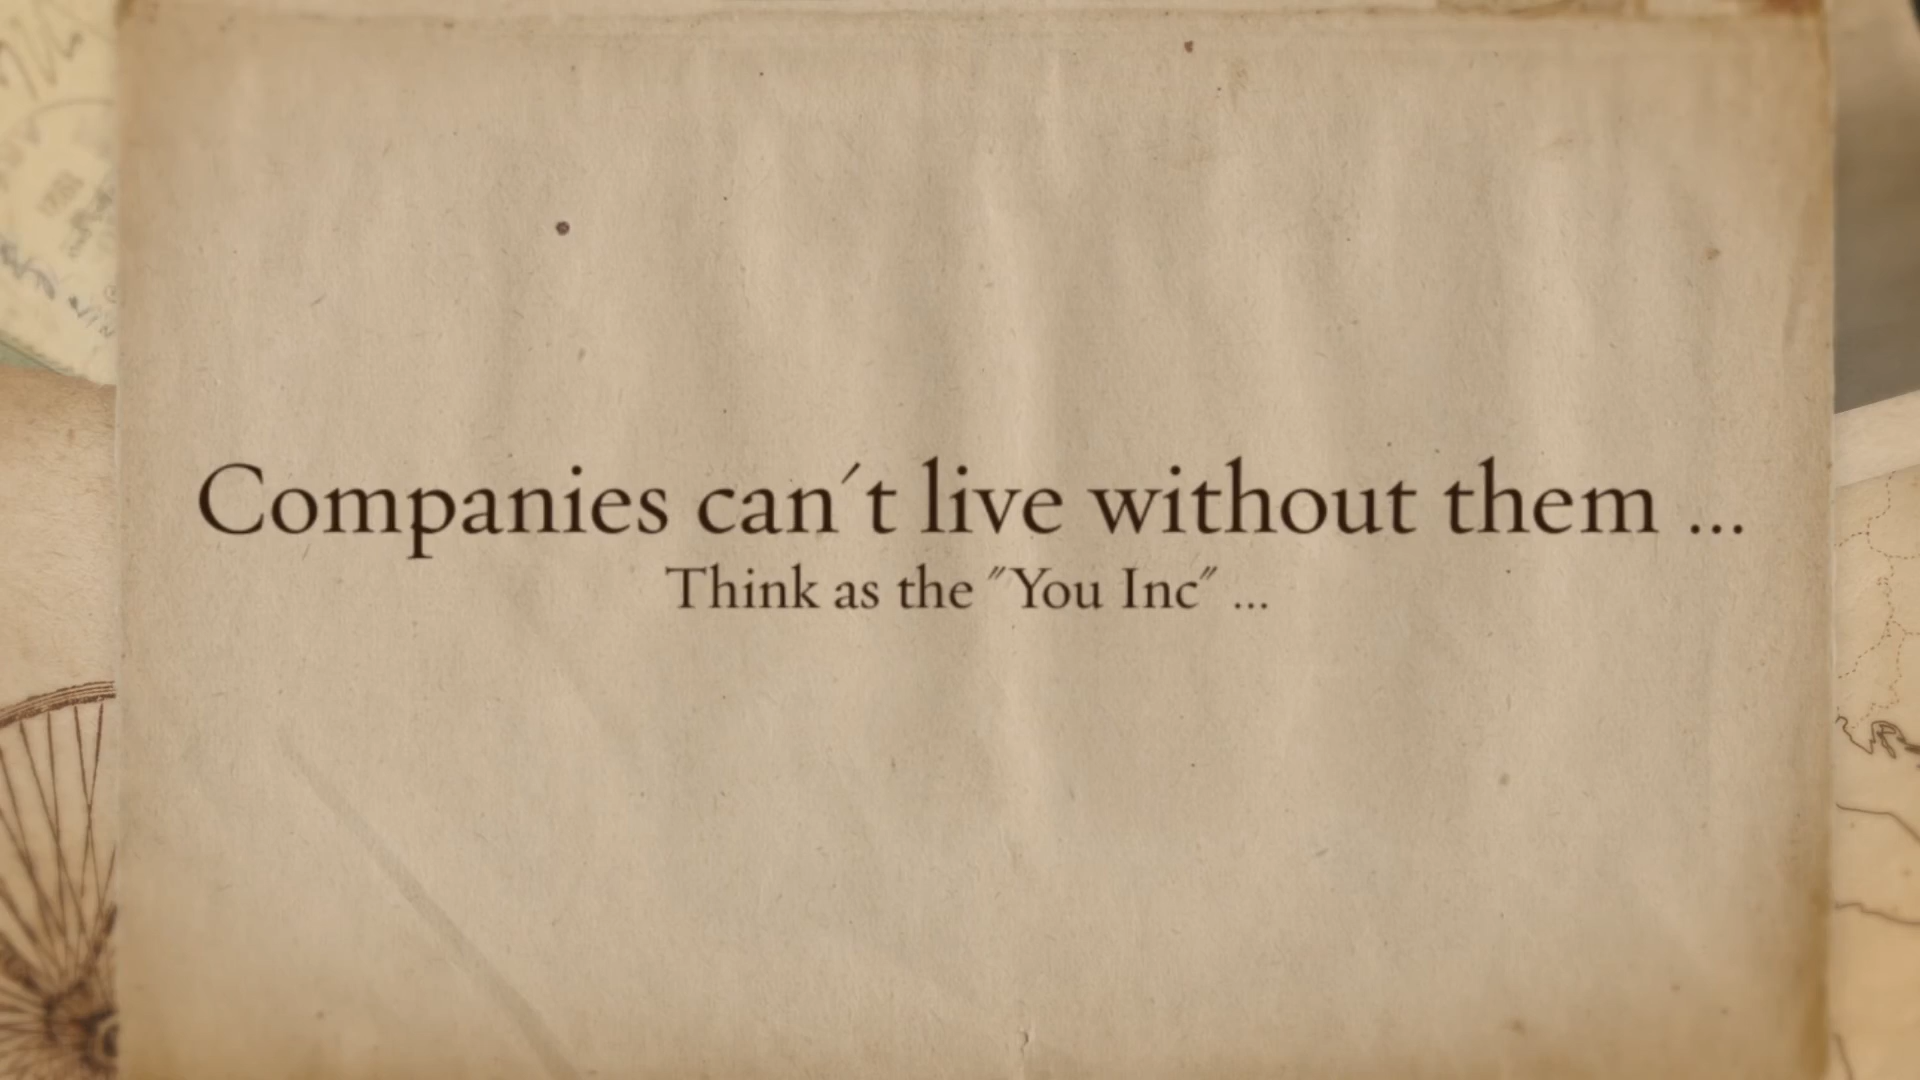 Companies can´t live without them ...
Think as the "You Inc" ...